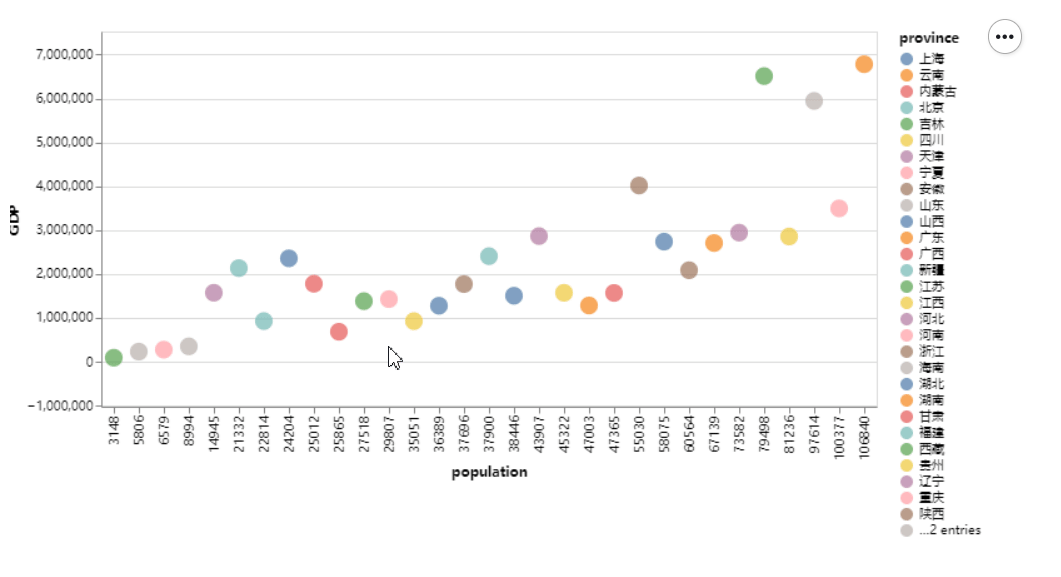 province
7,000,000
6,000,000
5,000,000
4,000,000
3,000,000
2,000,000
1,000,000
0
−1,000,000
GDP
3148
5806
6579
8994
14945
21332
22814
24204
25012
25865
27518
29807
35051
36389
37696
37900
38446
43907
45322
47003
47365
55030
58075
60564
67139
73582
79498
81236
97614
100377
106840
population
上海
云南
内蒙古
北京
吉林
四川
天津
宁夏
安徽
山东
山西
广东
广西
新疆
江苏
江西
河北
河南
浙江
海南
湖北
湖南
甘肃
福建
西藏
贵州
辽宁
重庆
陕西
...2 entries